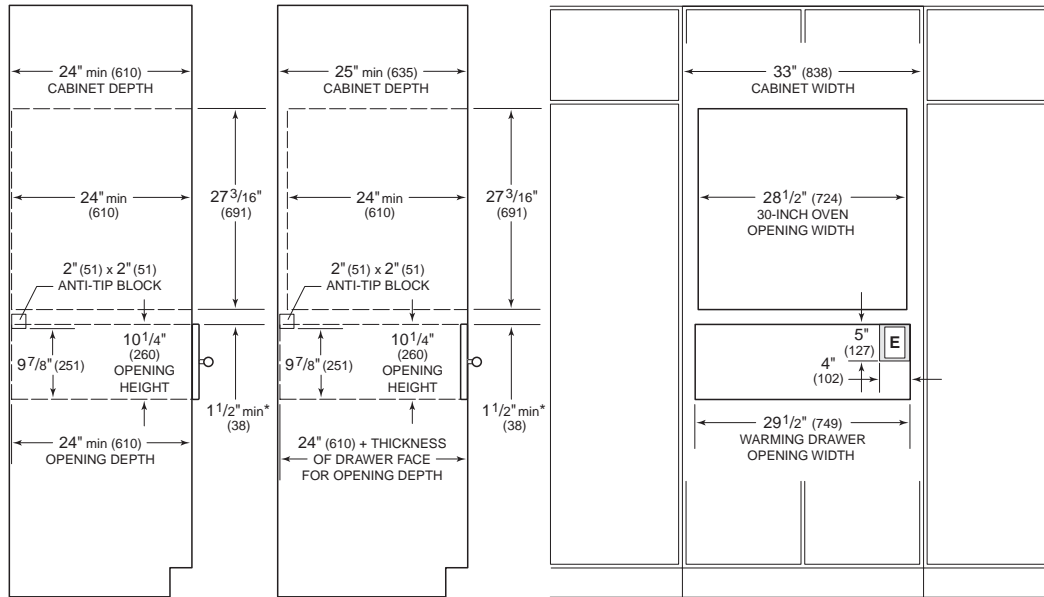 24" min (610)
CABINET DEPTH
24" min
(610)
27 3/16"
(691)
2" (51) x 2" (51)
ANTI-TIP BLOCK
9 7/8" (251)
10 1/4"
(260)
OPENING
HEIGHT
1 1/2" min*
(38)
24" min (610)
OPENING DEPTH
25" min (635)
CABINET DEPTH
24" min
(610)
27 3/16"
(691)
2" (51) x 2" (51)
ANTI-TIP BLOCK
9 7/8" (251)
10 1/4"
(260)
OPENING
HEIGHT
1 1/2" min*
(38)
24" (610) + THICKNESS
OF DRAWER FACE
FOR OPENING DEPTH
33" (838)
CABINET WIDTH
28 1/2" (724)
30-INCH OVEN
OPENING WIDTH
5"
(127)
E
4"
(102)
29 1/2" (749)
WARMING DRAWER
OPENING WIDTH